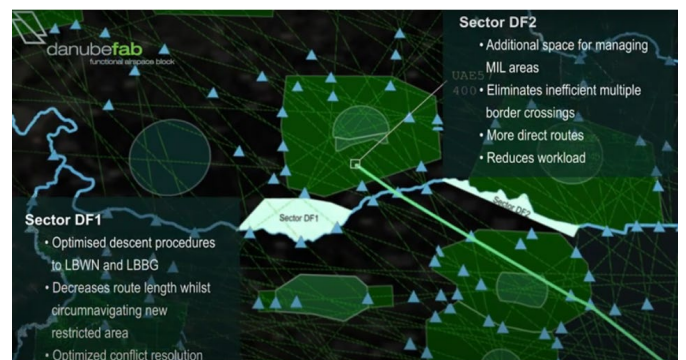 danubefab
functional airspace block
Sector DF2
• Additional space for managing
MIL areas
• Eliminates inefficient multiple
border crossings
• More direct routes
• Reduces workload
UAE5
400
Sector DF1
Sector DF2
Sector DF1
• Optimised descent procedures
to LBWN and LBBG
• Decreases route length whilst
circumnavigating new
restricted area
• Optimized conflict resolution